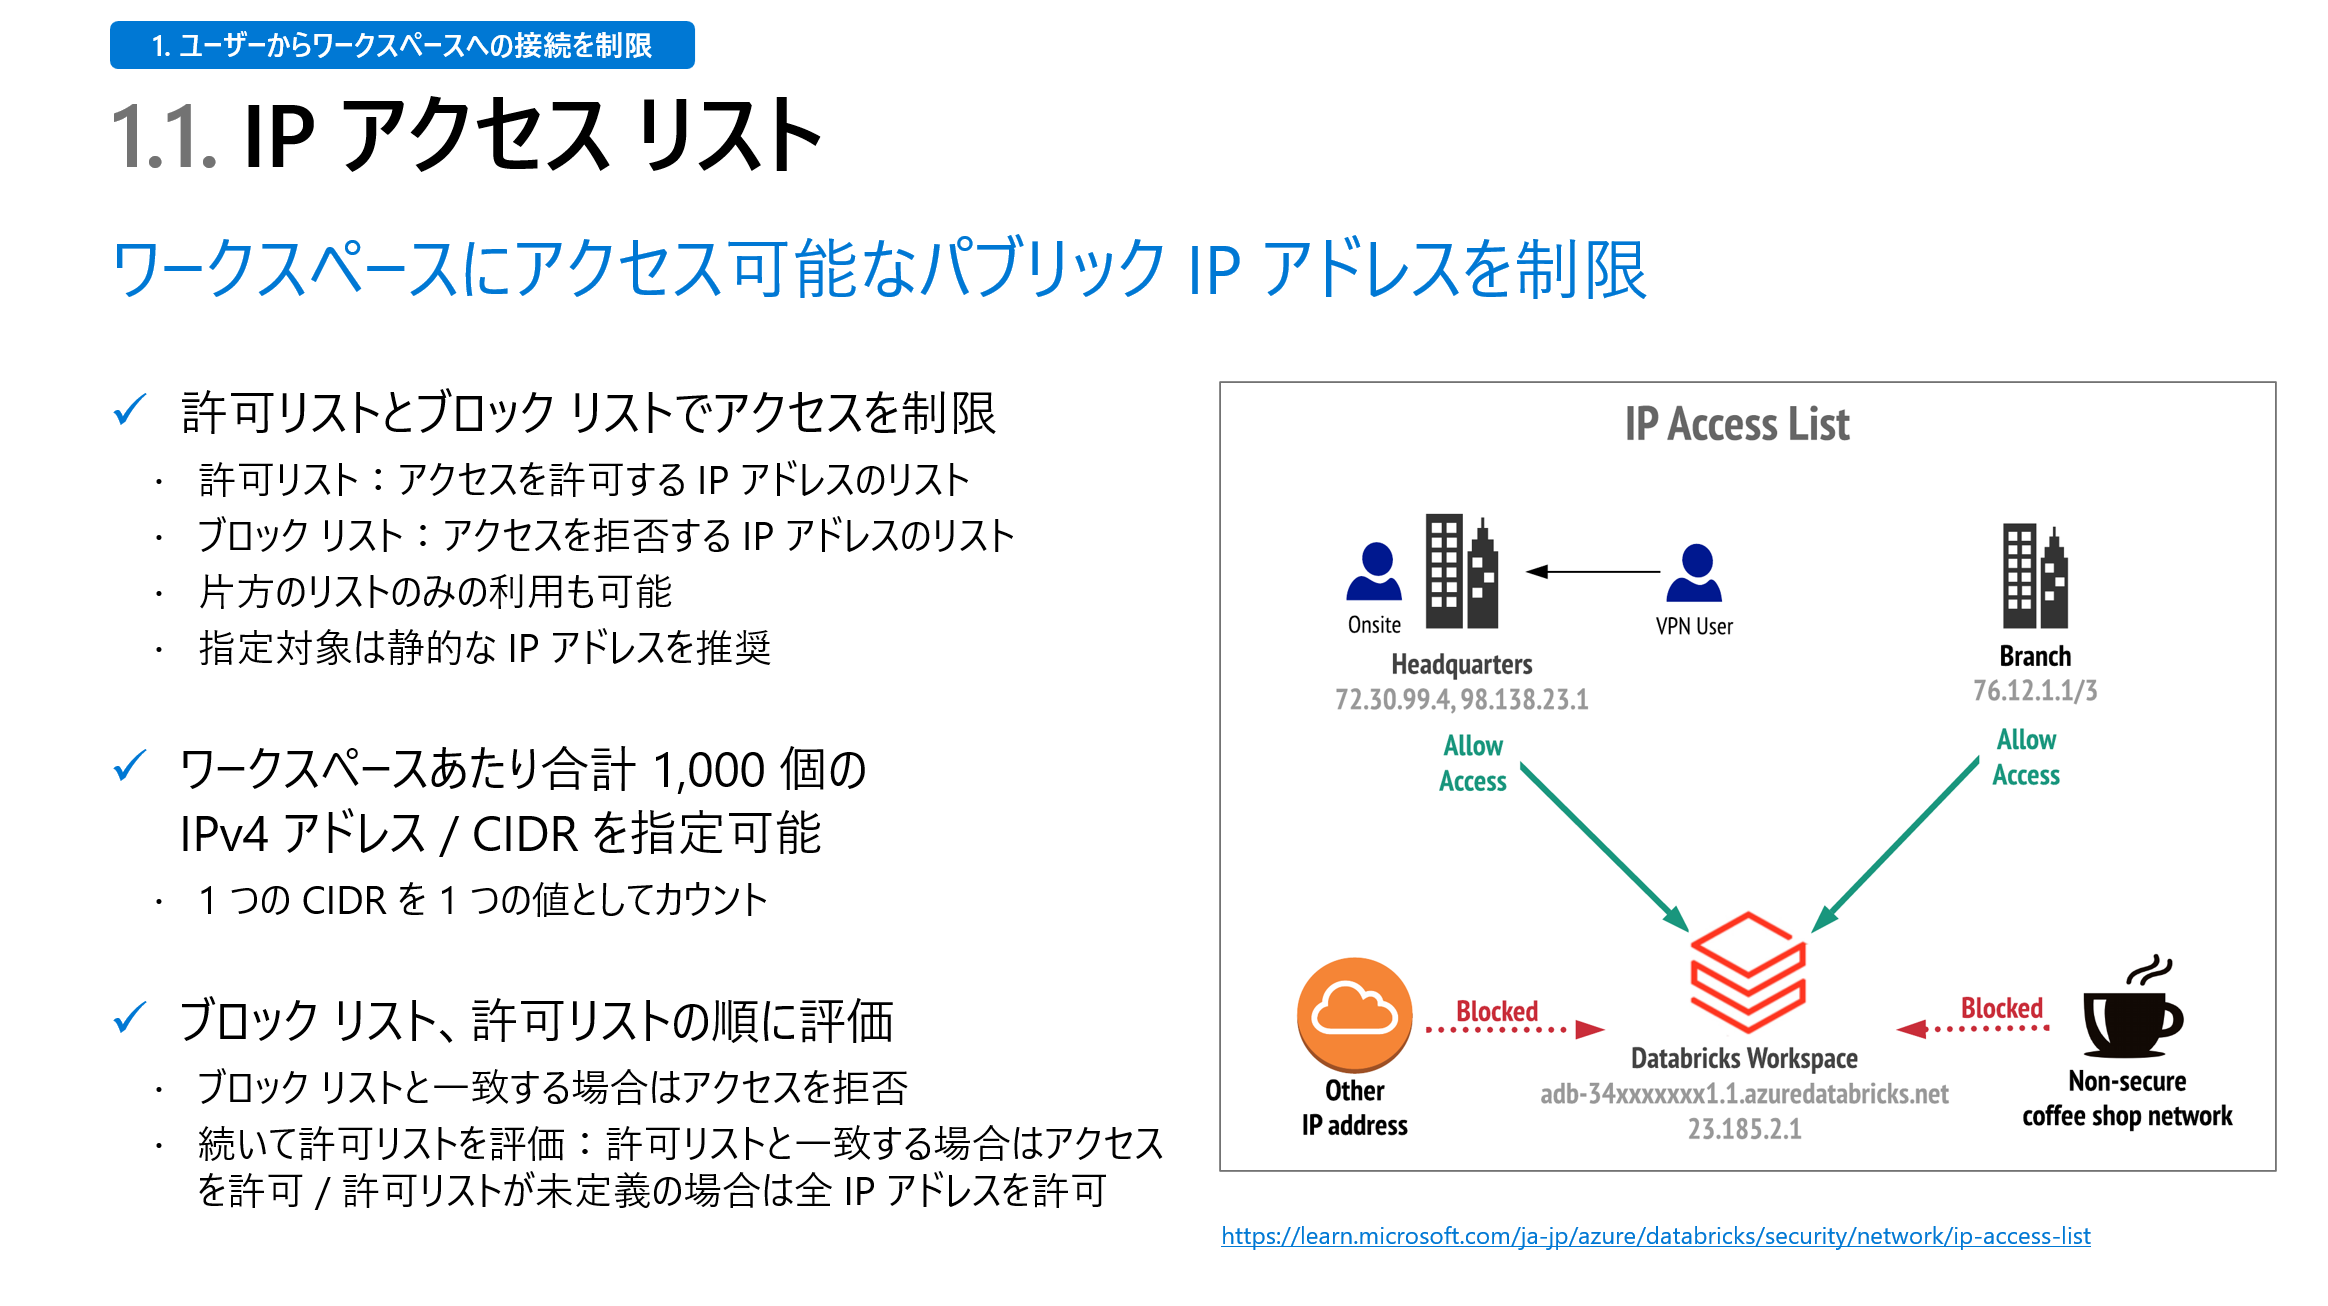 1. ユーザーからワークスペースへの接続を制限
1.1. IP アクセス リスト
ワークスペースにアクセス可能なパブリック IP アドレスを制限
✓ 許可リストとブロック リストでアクセスを制限
・ 許可リスト：アクセスを許可する IP アドレスのリスト
・ ブロック リスト：アクセスを拒否する IP アドレスのリスト
・ 片方のリストのみの利用も可能
・ 指定対象は静的な IP アドレスを推奨
✓ ワークスペースあたり合計 1,000 個の
IPv4 アドレス / CIDR を指定可能
・ 1 つの CIDR を 1 つの値としてカウント
✓ ブロック リスト、許可リストの順に評価
・ ブロック リストと一致する場合はアクセスを拒否
・ 続いて許可リストを評価：許可リストと一致する場合はアクセス
を許可 / 許可リストが未定義の場合は全 IP アドレスを許可
IP Access List
Onsite
VPN User
Headquarters
72.30.99.4, 98.138.23.1
Branch
76.12.1.1/3
Allow
Access
Allow
Access
Other
IP address
Blocked
Databricks Workspace
adb-34xxxxxxx1.1.azuredatabricks.net
23.185.2.1
Blocked
Non-secure
coffee shop network
https://learn.microsoft.com/ja-jp/azure/databricks/security/network/ip-access-list